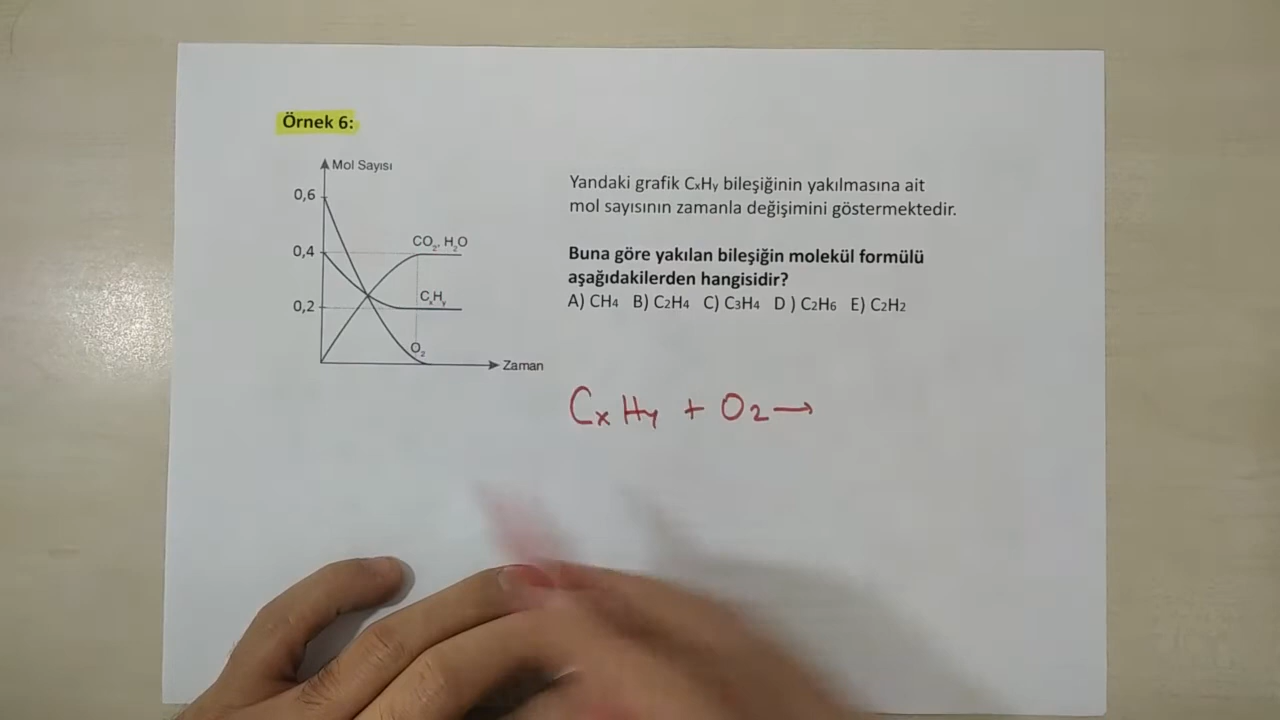 Örnek 6:
Mol Sayısı
0,6
0,4
0,2
CO2, H2O
CxHy
O2
Zaman
Yandaki grafik CxHy bileşiğinin yakılmasına ait
mol sayısının zamanla değişimini göstermektedir.
Buna göre yakılan bileşiğin molekül formülü
aşağıdakilerden hangisidir?
A) CH4 B) C2H4 C) C3H4 D ) C2H6 E) C2H2
CxHy + O2 →